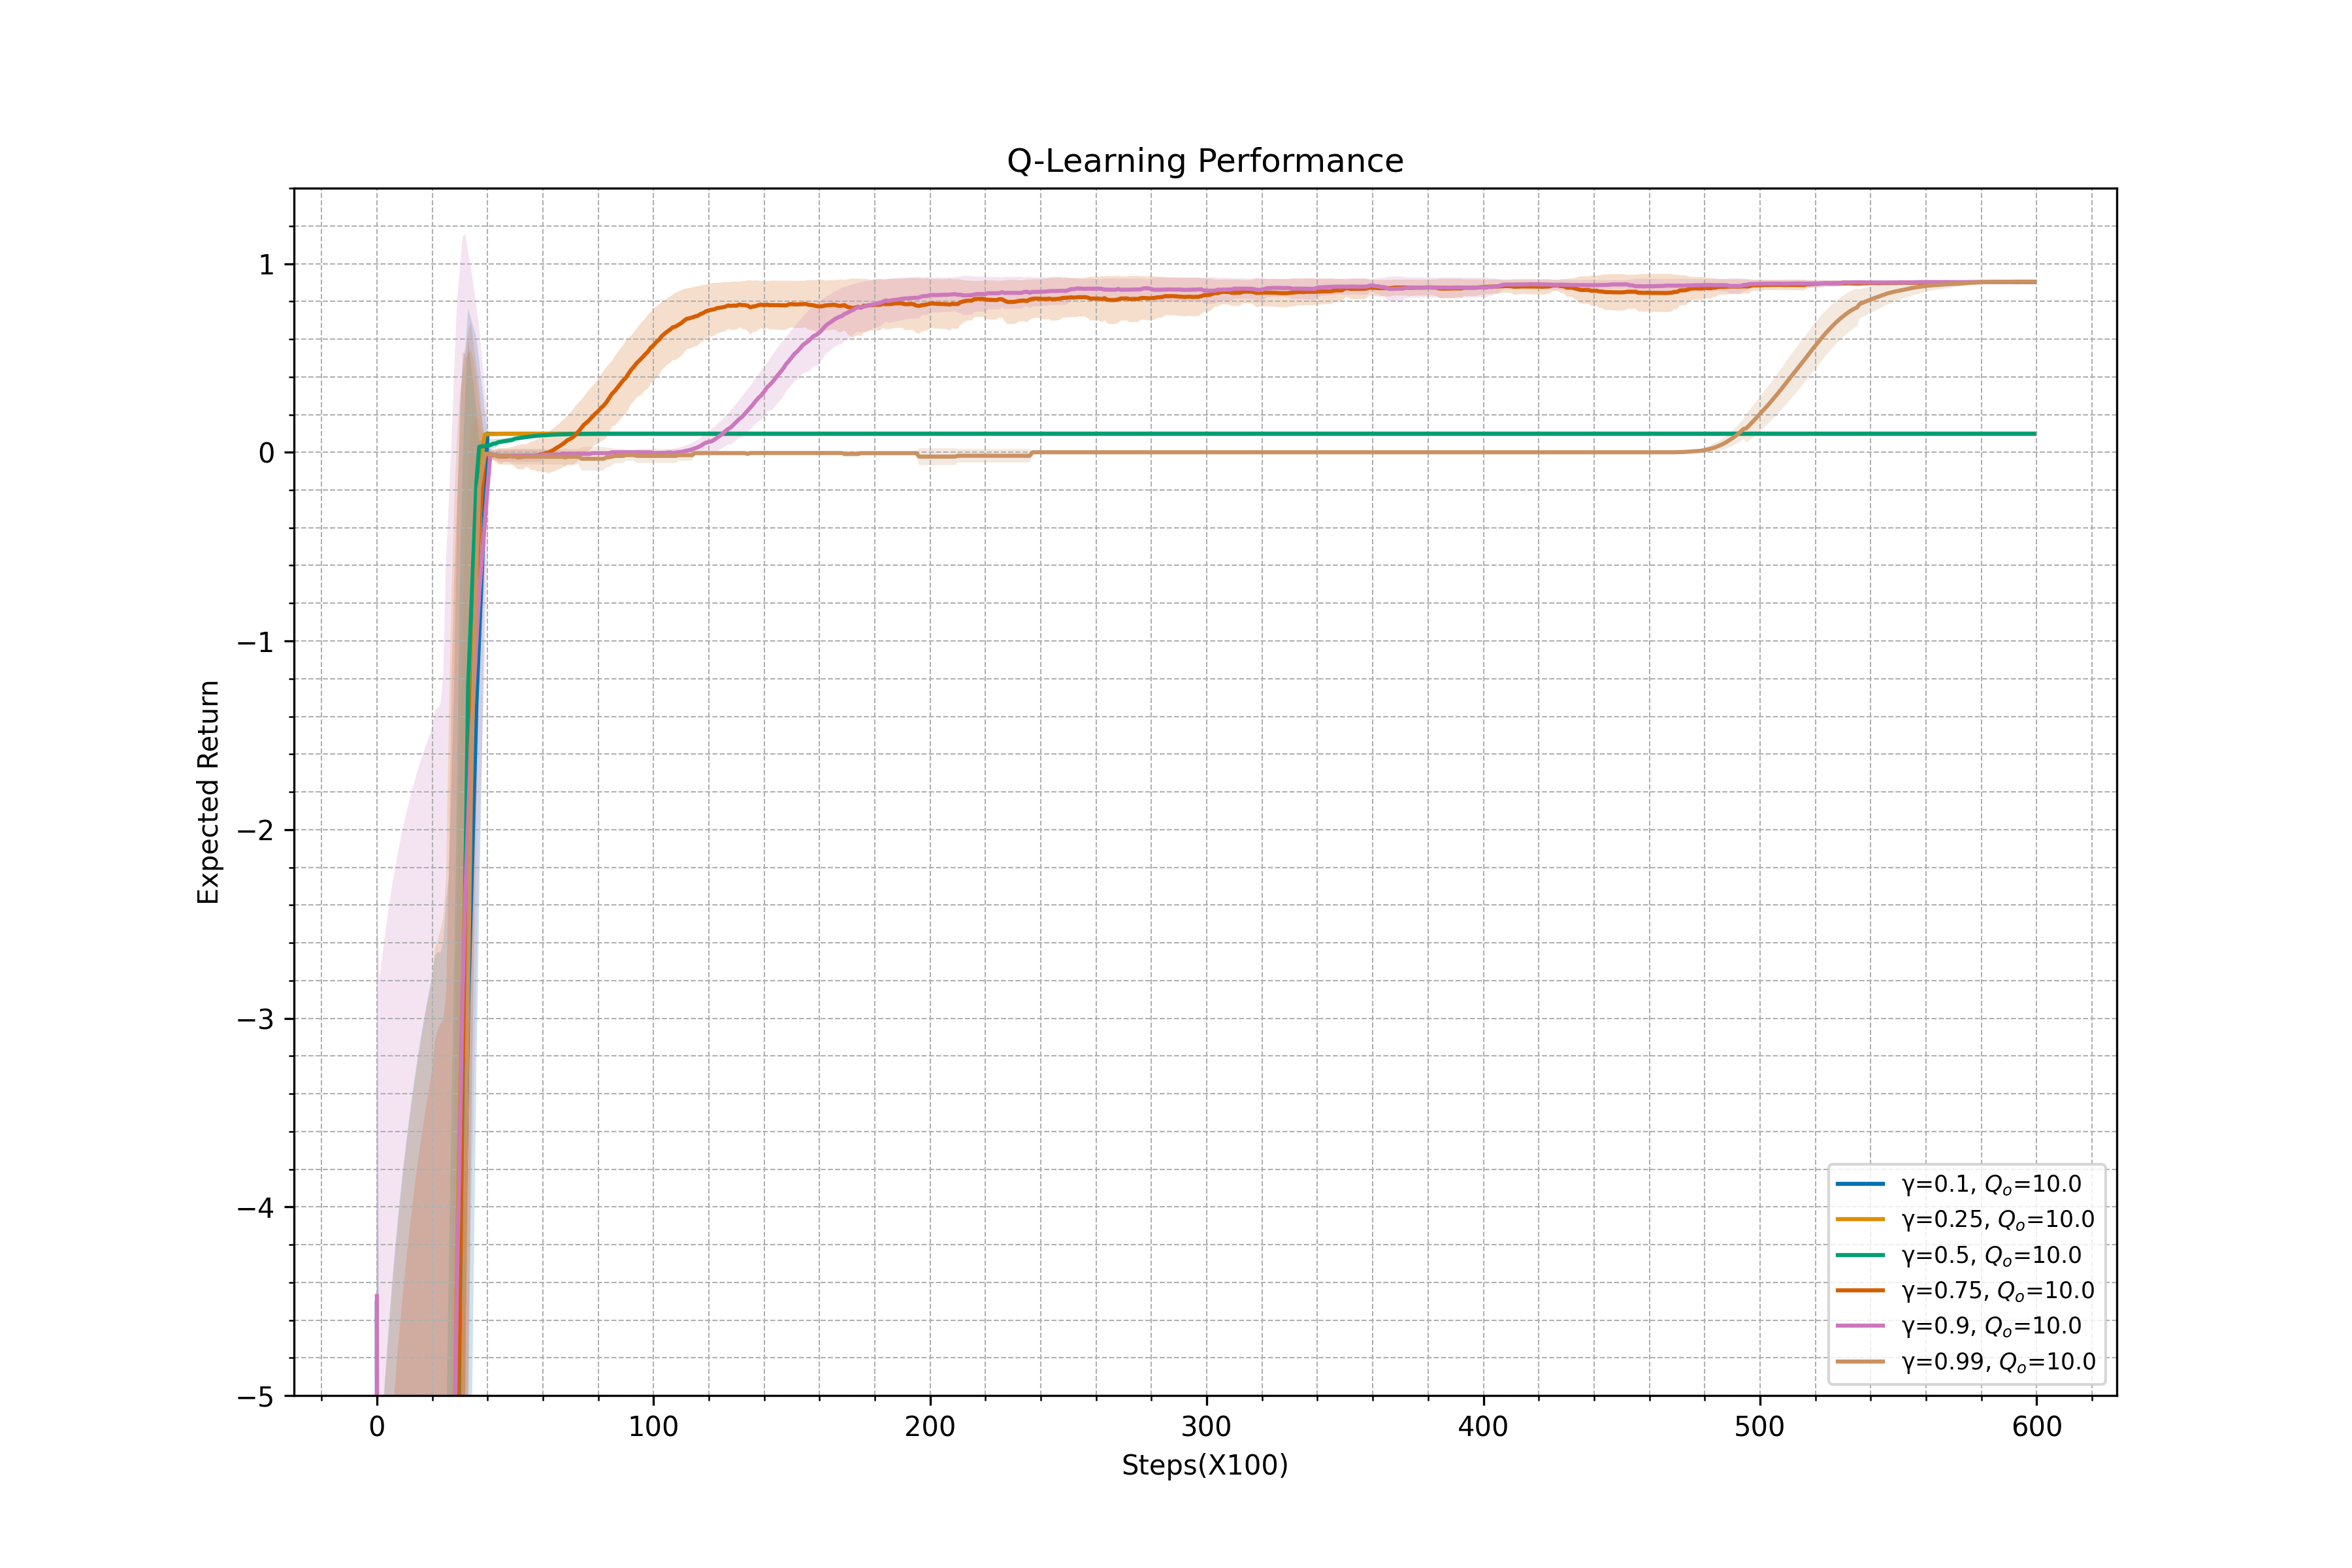 Q-Learning Performance
Expected Return
1
0
−1
−2
−3
−4
−5
0 100 200 300 400 500 600
Steps(X100)
γ=0.1, Qₒ=10.0
γ=0.25, Qₒ=10.0
γ=0.5, Qₒ=10.0
γ=0.75, Qₒ=10.0
γ=0.9, Qₒ=10.0
γ=0.99, Qₒ=10.0